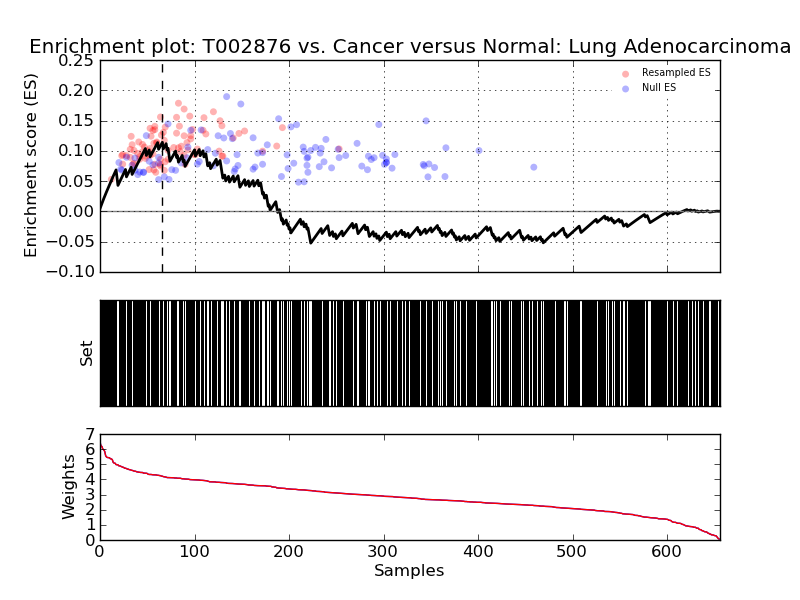 Enrichment plot: T002876 vs. Cancer versus Normal: Lung Adenocarcinoma
Enrichment score (ES)
0.25
0.20
0.15
0.10
0.05
0.00
−0.05
−0.10
Resampled ES
Null ES
Set
Weights
7
6
5
4
3
2
1
0
0 100 200 300 400 500 600
Samples